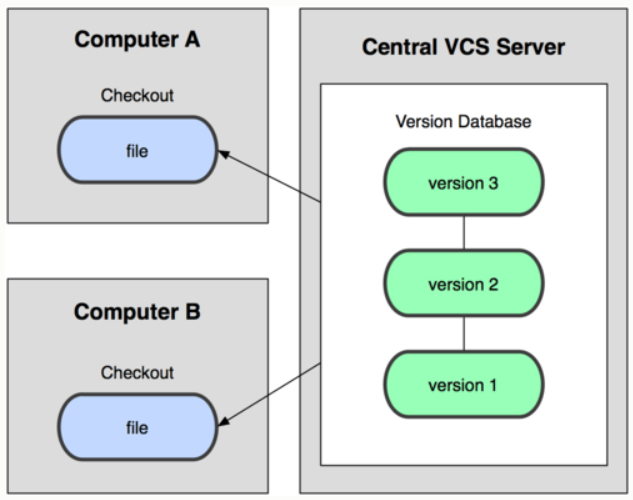 Computer A
Checkout
file
Computer B
Checkout
file
Central VCS Server
Version Database
version 3
version 2
version 1